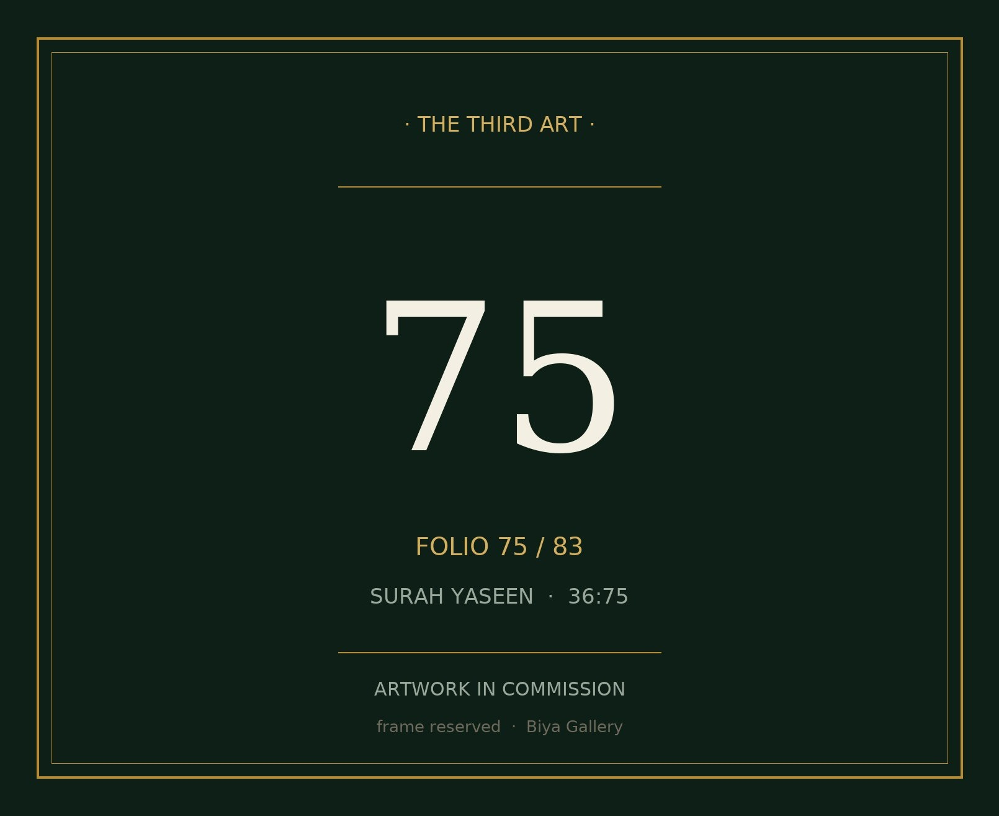 · THE THIRD ART ·
75
FOLIO 75 / 83
SURAH YASEEN · 36:75
ARTWORK IN COMMISSION
frame reserved · Biya Gallery